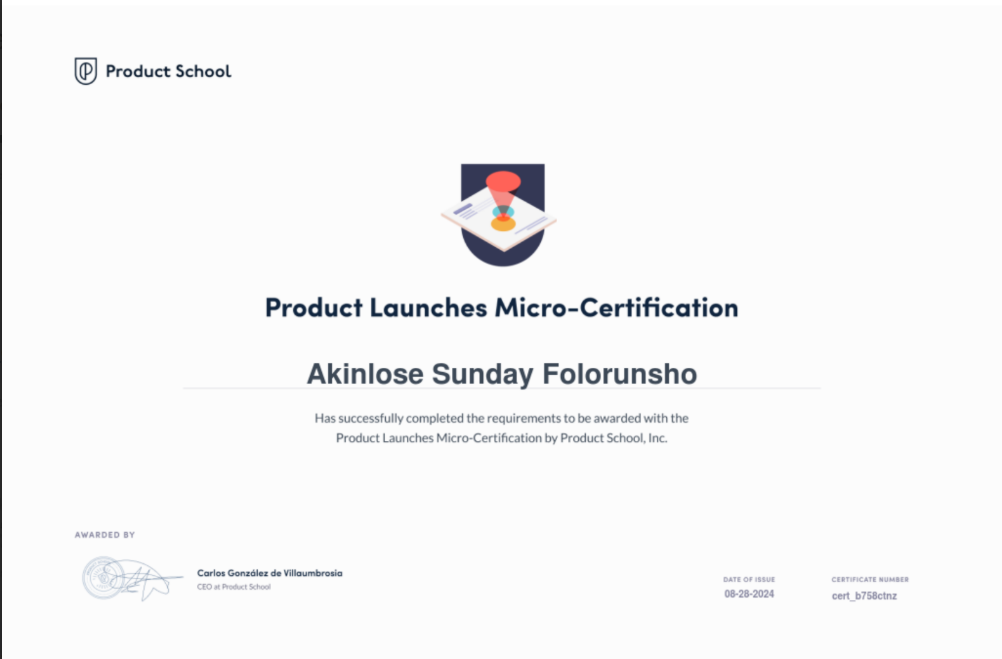 Product School
Product Launches Micro-Certification
Akinlose Sunday Folorunsho
Has successfully completed the requirements to be awarded with the
Product Launches Micro-Certification by Product School, Inc.
AWARDED BY
Carlos González de Villaumbrosia
CEO at Product School
DATE OF ISSUE
08-28-2024
CERTIFICATE NUMBER
cert_b758ctnz